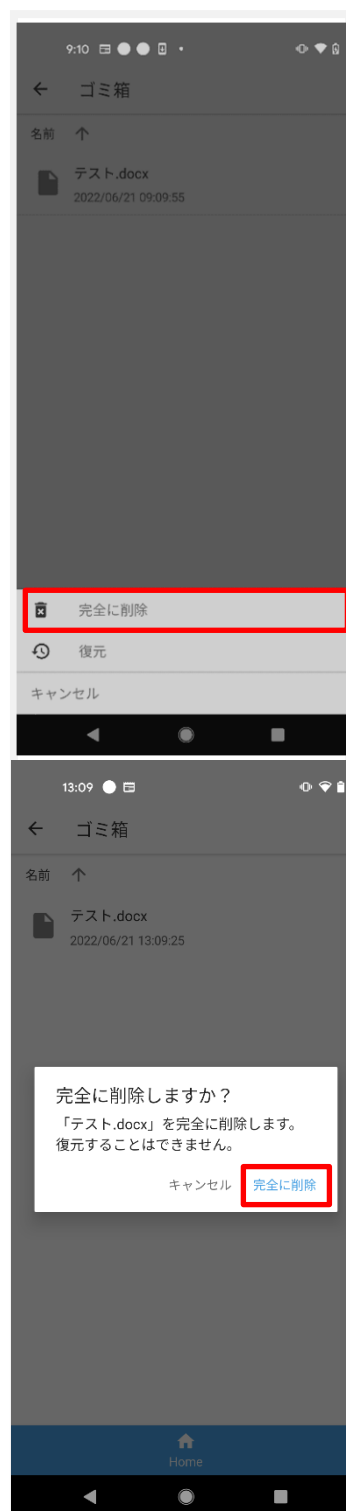 9:10
ゴミ箱
名前
テスト.docx
2022/06/21 09:09:55
完全に削除
復元
キャンセル
13:09
ゴミ箱
名前
テスト.docx
2022/06/21 13:09:25
完全に削除しますか？
「テスト.docx」を完全に削除します。
復元することはできません。
キャンセル 完全に削除
Home